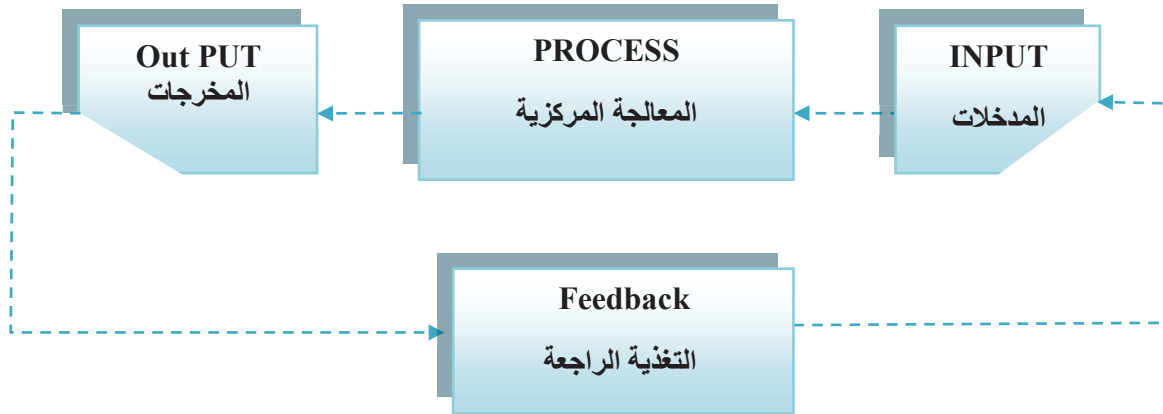 INPUT
المدخلات
PROCESS
المعالجة المركزية
Out PUT
المخرجات
Feedback
التغذية الراجعة